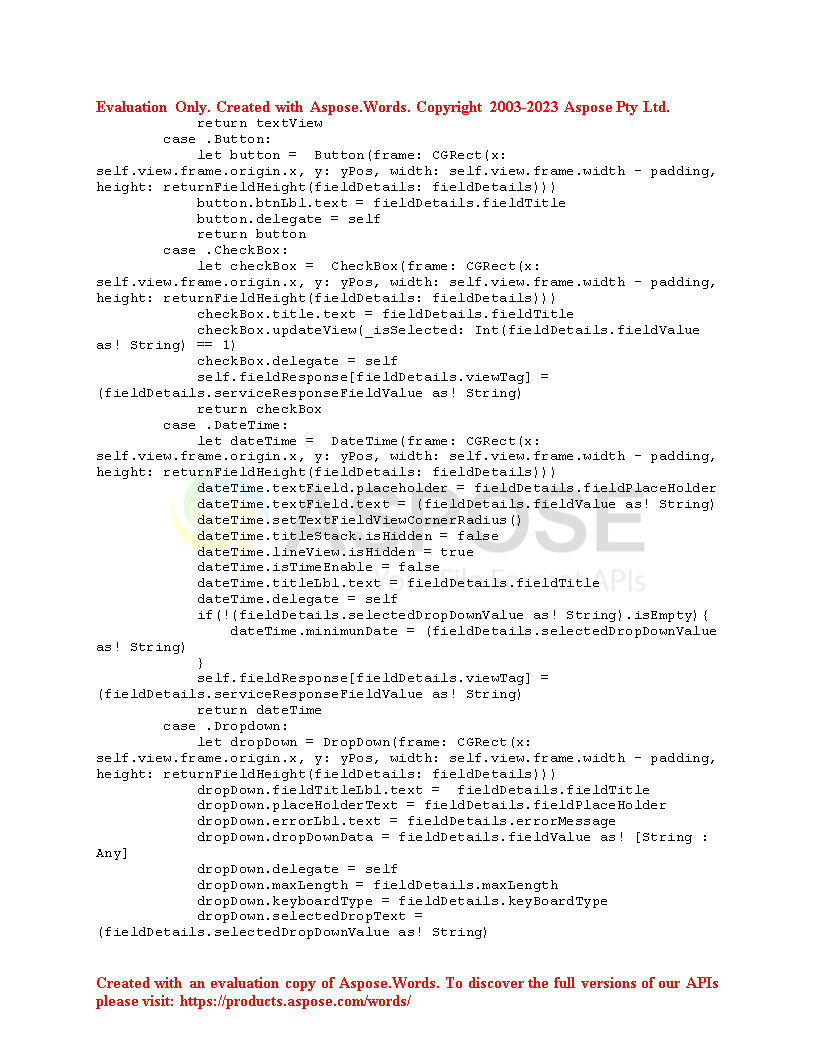 Evaluation Only. Created with Aspose.Words. Copyright 2003-2023 Aspose Pty Ltd.
            return textView
        case .Button:
            let button =  Button(frame: CGRect(x:
self.view.frame.origin.x, y: yPos, width: self.view.frame.width - padding,
height: returnFieldHeight(fieldDetails: fieldDetails)))
            button.btnLbl.text = fieldDetails.fieldTitle
            button.delegate = self
            return button
        case .CheckBox:
            let checkBox =  CheckBox(frame: CGRect(x:
self.view.frame.origin.x, y: yPos, width: self.view.frame.width - padding,
height: returnFieldHeight(fieldDetails: fieldDetails)))
            checkBox.title.text = fieldDetails.fieldTitle
            checkBox.updateView(_isSelected: Int(fieldDetails.fieldValue
as! String) == 1)
            checkBox.delegate = self
            self.fieldResponse[fieldDetails.viewTag] =
(fieldDetails.serviceResponseFieldValue as! String)
            return checkBox
        case .DateTime:
            let dateTime =  DateTime(frame: CGRect(x:
self.view.frame.origin.x, y: yPos, width: self.view.frame.width - padding,
height: returnFieldHeight(fieldDetails: fieldDetails)))
            dateTime.textField.placeholder = fieldDetails.fieldPlaceHolder
            dateTime.textField.text = (fieldDetails.fieldValue as! String)
            dateTime.setTextFieldViewCornerRadius()
            dateTime.titleStack.isHidden = false
            dateTime.lineView.isHidden = true
            dateTime.isTimeEnable = false
            dateTime.titleLbl.text = fieldDetails.fieldTitle
            dateTime.delegate = self
            if(!(fieldDetails.selectedDropDownValue as! String).isEmpty){
                dateTime.minimunDate = (fieldDetails.selectedDropDownValue
as! String)
            }
            self.fieldResponse[fieldDetails.viewTag] =
(fieldDetails.serviceResponseFieldValue as! String)
            return dateTime
        case .Dropdown:
            let dropDown = DropDown(frame: CGRect(x:
self.view.frame.origin.x, y: yPos, width: self.view.frame.width - padding,
height: returnFieldHeight(fieldDetails: fieldDetails)))
            dropDown.fieldTitleLbl.text =  fieldDetails.fieldTitle
            dropDown.placeHolderText = fieldDetails.fieldPlaceHolder
            dropDown.errorLbl.text = fieldDetails.errorMessage
            dropDown.dropDownData = fieldDetails.fieldValue as! [String :
Any]
            dropDown.delegate = self
            dropDown.maxLength = fieldDetails.maxLength
            dropDown.keyboardType = fieldDetails.keyBoardType
            dropDown.selectedDropText =
(fieldDetails.selectedDropDownValue as! String)
ASPOSE
Your File Format APIs
Created with an evaluation copy of Aspose.Words. To discover the full versions of our APIs
please visit: https://products.aspose.com/words/